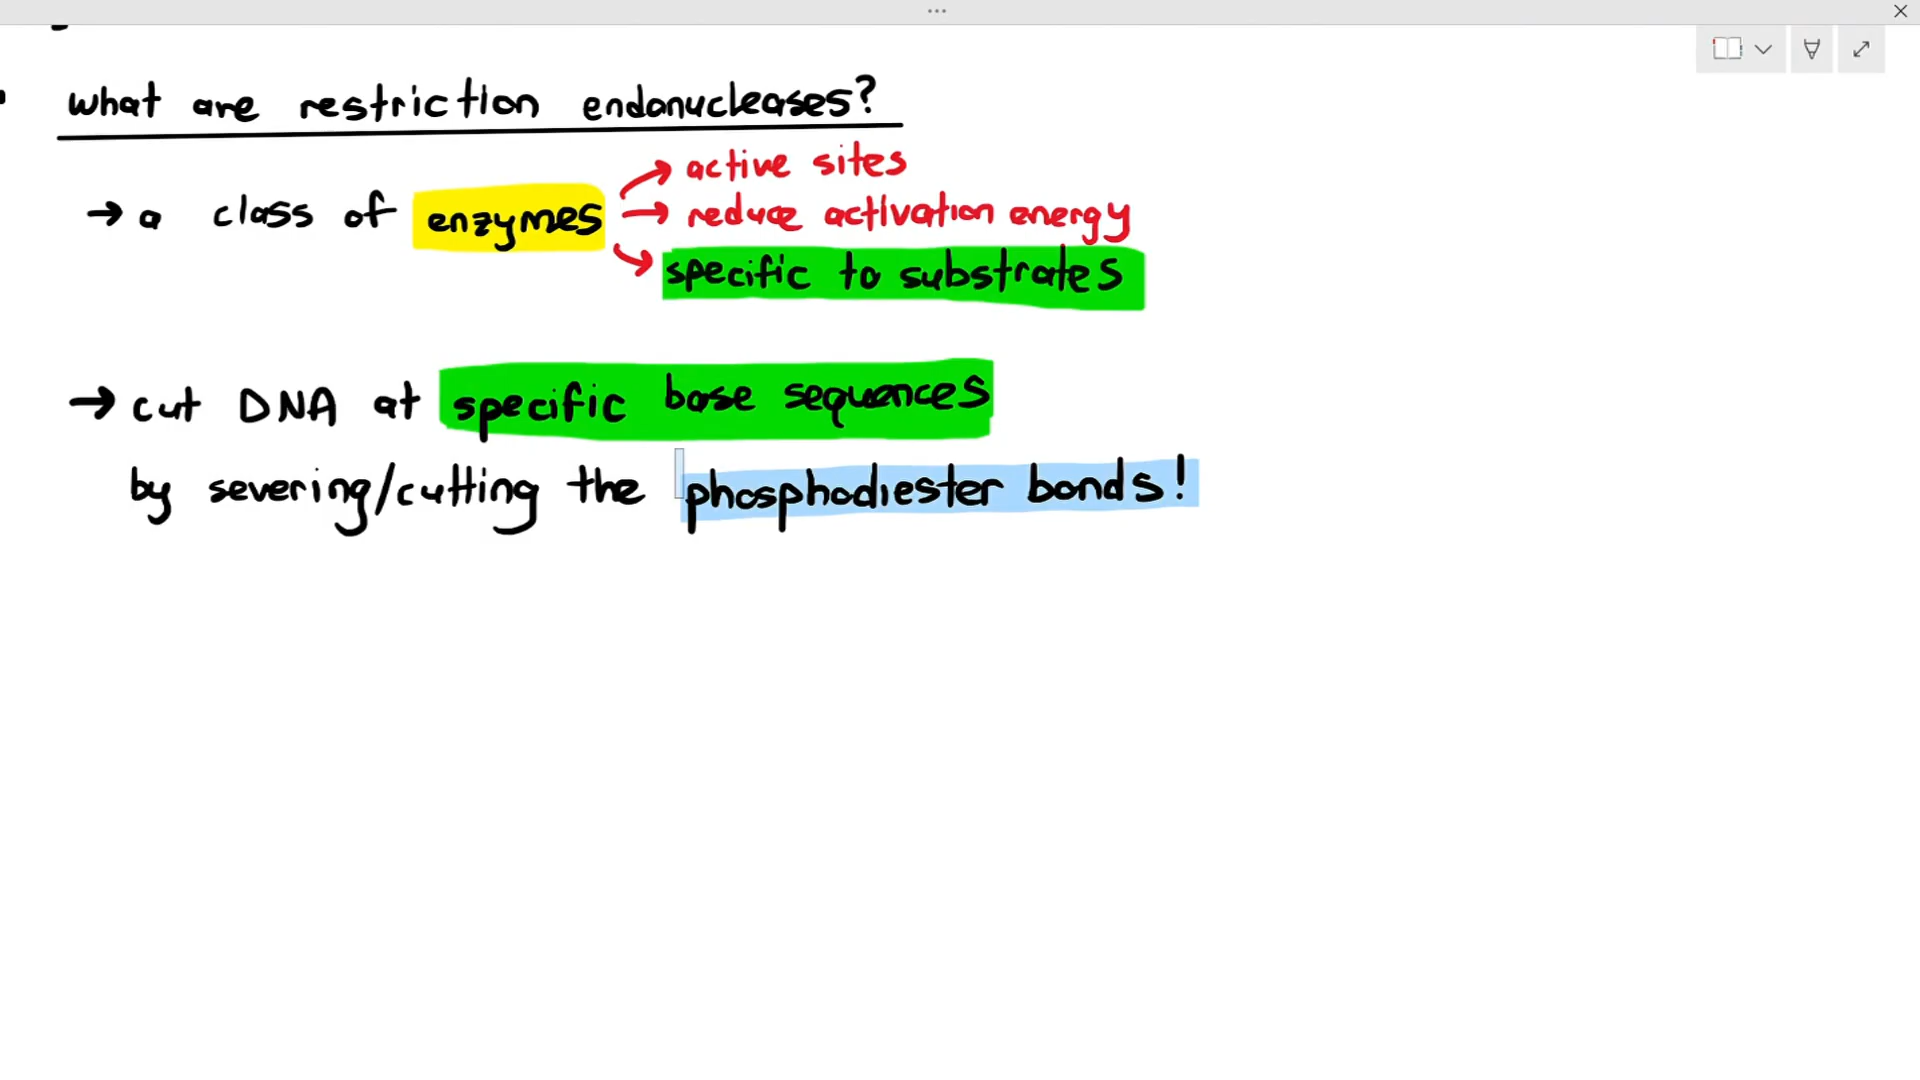 what are restriction endonucleases?
→ active sites
→ a class of enzymes → reduce activation energy
→ specific to substrates
→ cut DNA at specific base sequences
by severing/cutting the phosphodiester bonds!